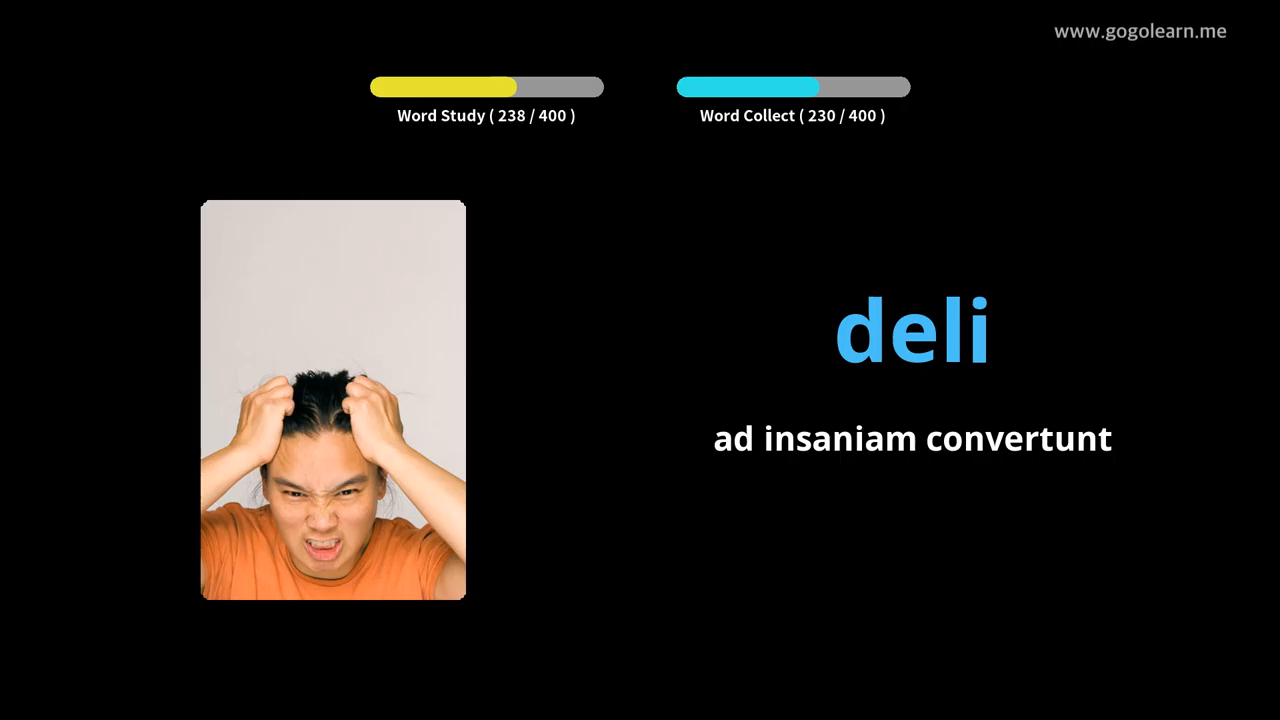 www.gogolearn.me
Word Study ( 238 / 400 )
Word Collect ( 230 / 400 )
deli
ad insaniam convertunt